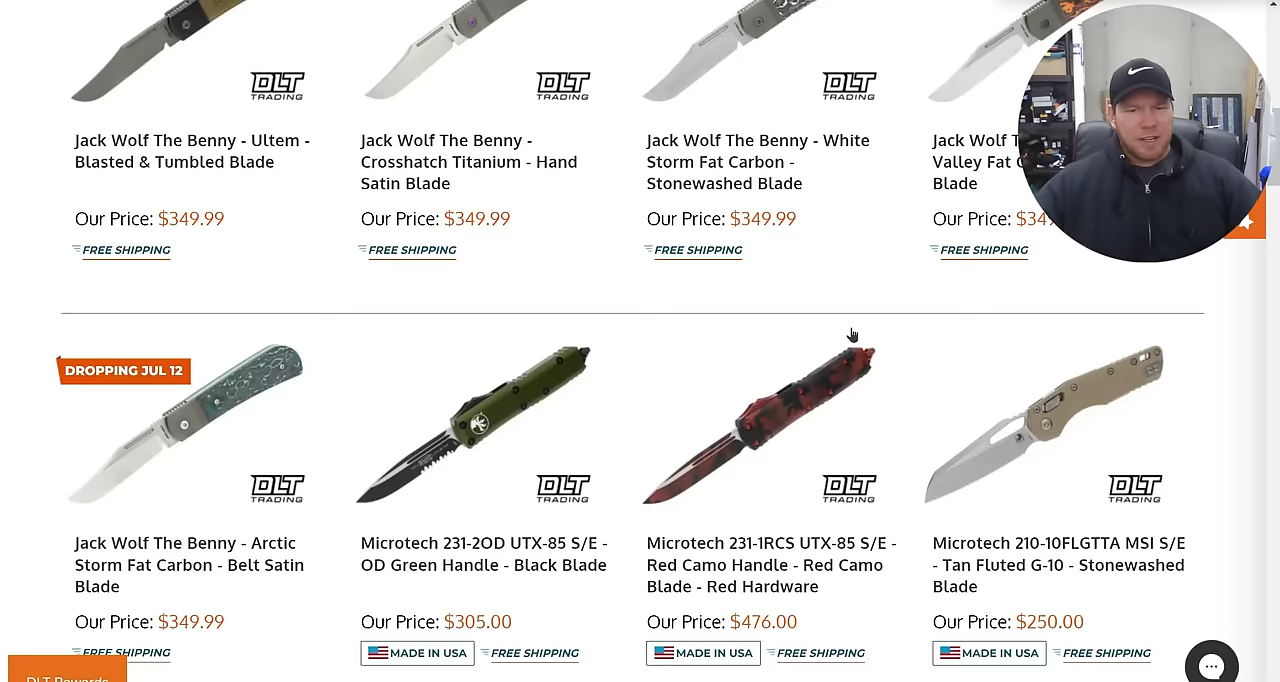 DLT
TRADING
DLT
TRADING
DLT
TRADING
Jack Wolf The Benny - Ultem -
Blasted & Tumbled Blade
Our Price: $349.99
FREE SHIPPING
Jack Wolf The Benny -
Crosshatch Titanium - Hand
Satin Blade
Our Price: $349.99
FREE SHIPPING
Jack Wolf The Benny - White
Storm Fat Carbon -
Stonewashed Blade
Our Price: $349.99
FREE SHIPPING
Jack Wolf
Valley Fat
Blade
Our Price:
FREE SHIPPING
DROPPING JUL 12
DLT
TRADING
DLT
TRADING
DLT
TRADING
DLT
TRADING
Jack Wolf The Benny - Arctic
Storm Fat Carbon - Belt Satin
Blade
Our Price: $349.99
FREE SHIPPING
Microtech 231-2OD UTX-85 S/E -
OD Green Handle - Black Blade
Our Price: $305.00
MADE IN USA FREE SHIPPING
Microtech 231-1RCS UTX-85 S/E -
Red Camo Handle - Red Camo
Blade - Red Hardware
Our Price: $476.00
MADE IN USA FREE SHIPPING
Microtech 210-10FLGTTA MSI S/E
- Tan Fluted G-10 - Stonewashed
Blade
Our Price: $250.00
MADE IN USA FREE SHIPPING
DLT Rewards